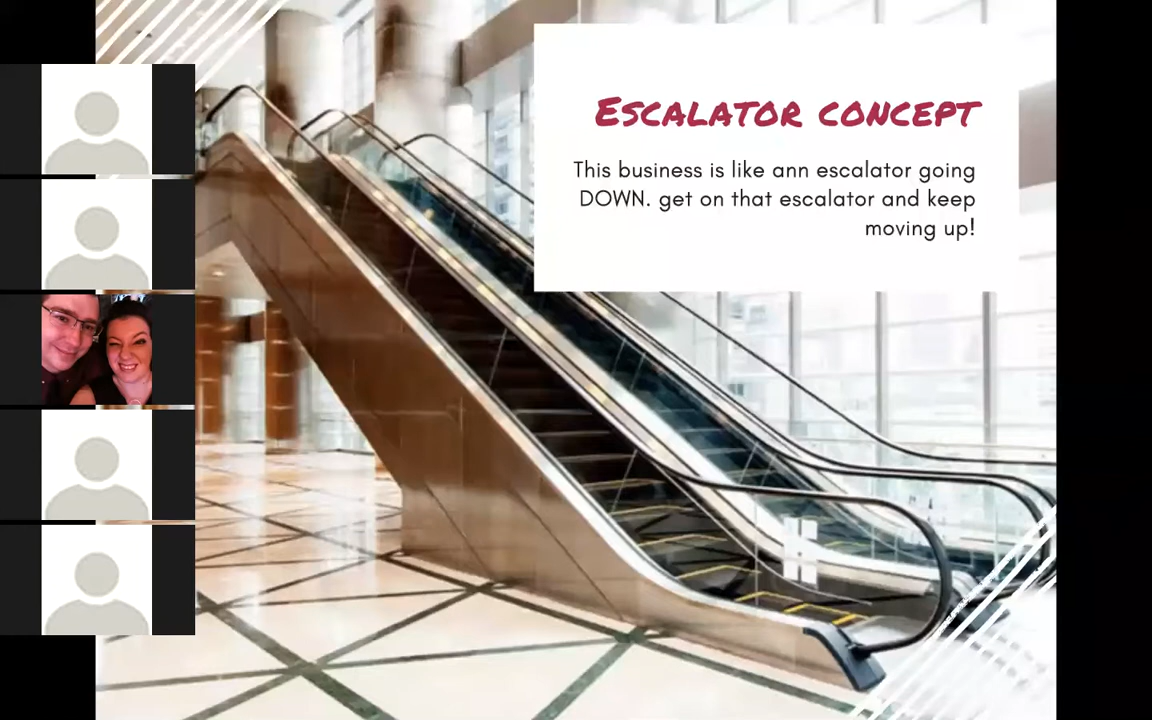 Escalator concept
This business is like ann escalator going
DOWN. get on that escalator and keep
moving up!